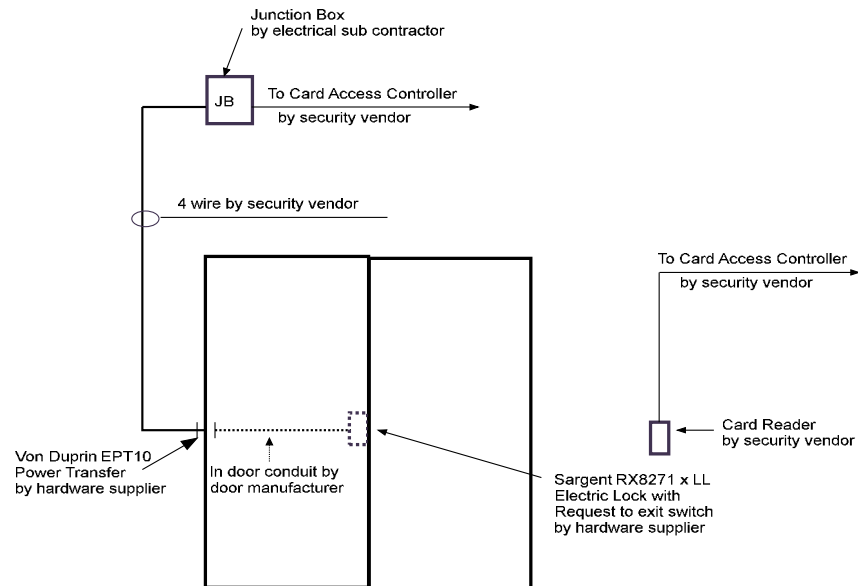 Junction Box
by electrical sub contractor
JB
To Card Access Controller
by security vendor
4 wire by security vendor
To Card Access Controller
by security vendor
Card Reader
by security vendor
Von Duprin EPT10
Power Transfer
by hardware supplier
In door conduit by
door manufacturer
Sargent RX8271 x LL
Electric Lock with
Request to exit switch
by hardware supplier